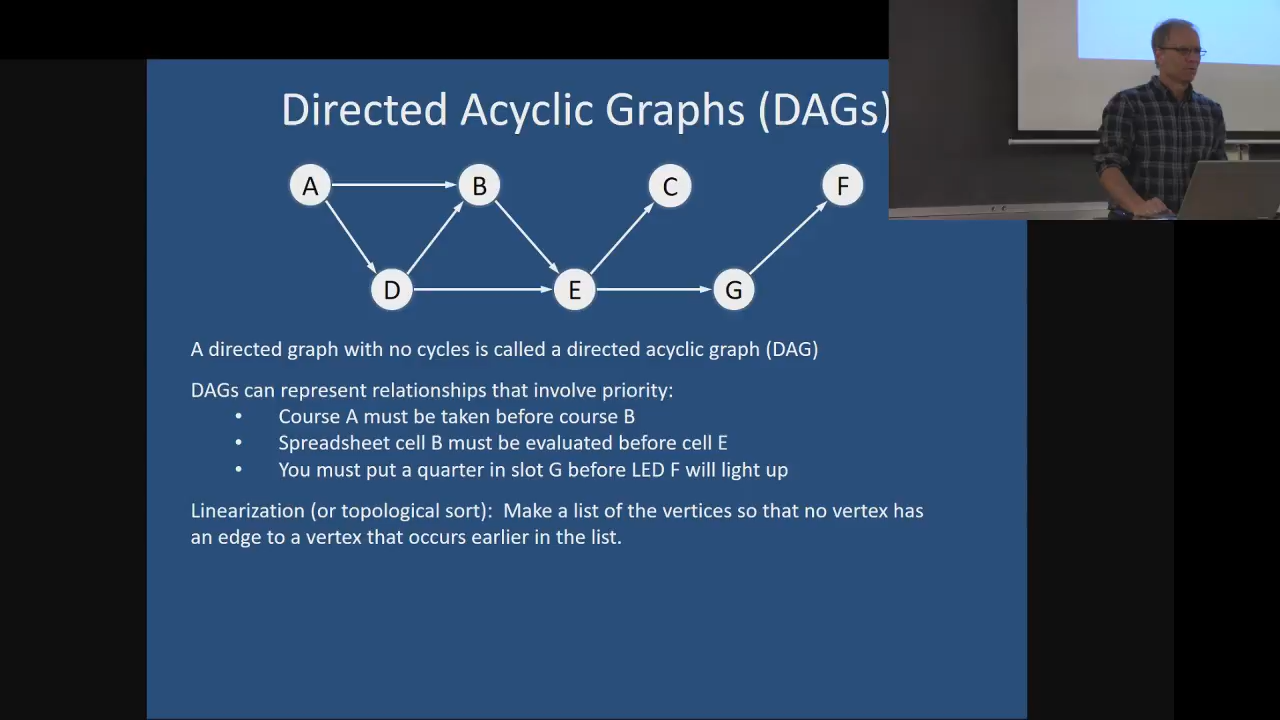 Directed Acyclic Graphs (DAGs)
A
B
C
F
D
E
G
A directed graph with no cycles is called a directed acyclic graph (DAG)
DAGs can represent relationships that involve priority:
• Course A must be taken before course B
• Spreadsheet cell B must be evaluated before cell E
• You must put a quarter in slot G before LED F will light up
Linearization (or topological sort): Make a list of the vertices so that no vertex has
an edge to a vertex that occurs earlier in the list.